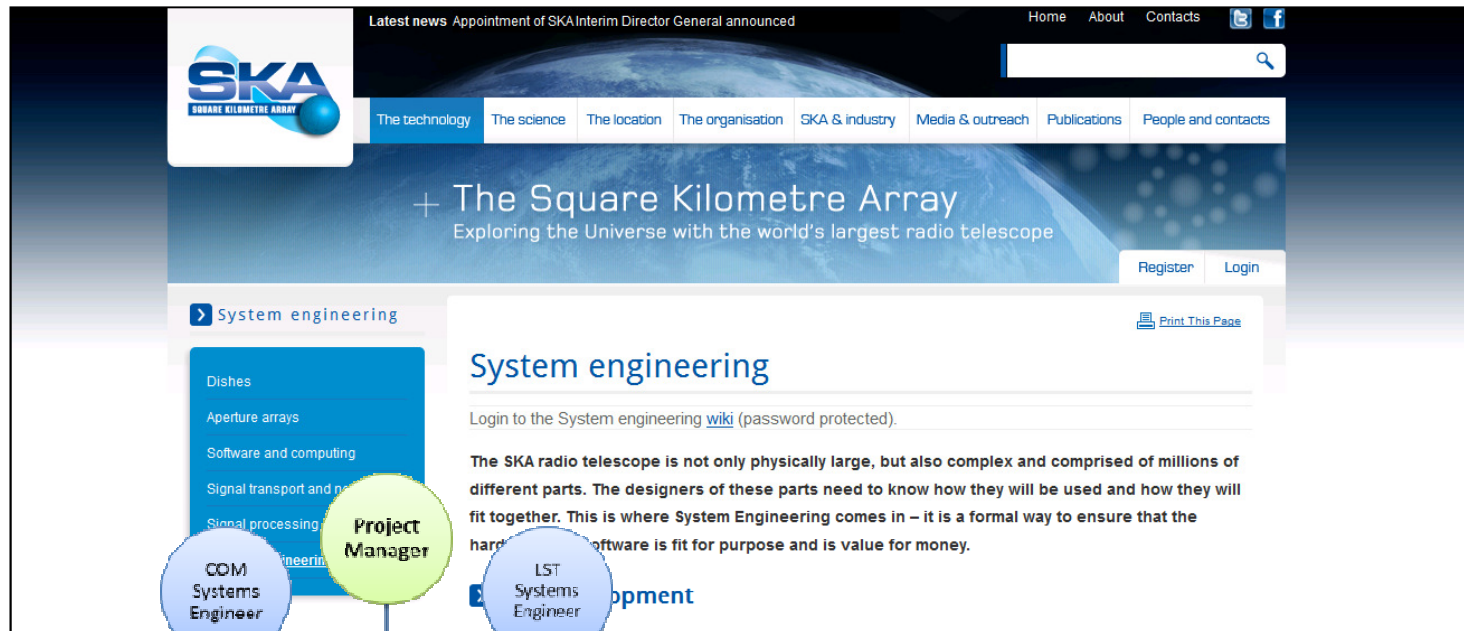 Latest news Appointment of SKA Interim Director General announced
Home About Contacts
SKA
SQUARE KILOMETRE ARRAY
The technology The science The location The organisation SKA & industry Media & outreach Publications People and contacts
The Square Kilometre Array
Exploring the Universe with the world's largest radio telescope
Register Login
System engineering
Print This Page
System engineering
Dishes
Login to the System engineering wiki (password protected).
Aperture arrays
Software and computing
The SKA radio telescope is not only physically large, but also complex and comprised of millions of
different parts. The designers of these parts need to know how they will be used and how they will
fit together. This is where System Engineering comes in – it is a formal way to ensure that the
software is fit for purpose and is value for money.
Signal transport and
Signal processing
Project
Manager
COM
Systems
Engineer
LST
Systems
Engineer